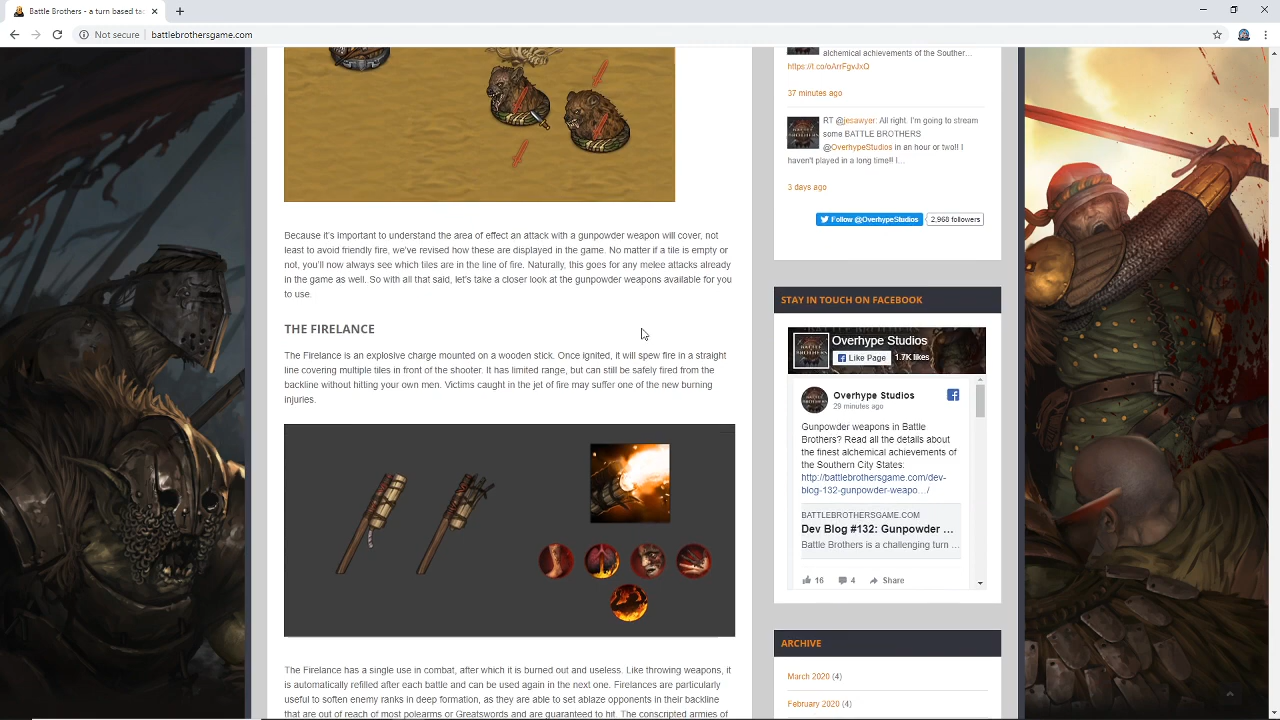 Battle Brothers - a turn based tac
Not secure
battlebrothersgame.com
Because it's important to understand the area of effect an attack with a gunpowder weapon will cover, not
least to avoid friendly fire, we've revised how these are displayed in the game. No matter if a tile is empty or
not, you'll now always see which tiles are in the line of fire. Naturally, this goes for any melee attacks already
in the game as well. So with all that said, let's take a closer look at the gunpowder weapons available for you
to use.
THE FIRELANCE
The Firelance is an explosive charge mounted on a wooden stick. Once ignited, it will spew fire in a straight
line covering multiple tiles in front of the shooter. It has limited range, but can still be safely fired from the
backline without hitting your own men. Victims caught in the jet of fire may suffer one of the new burning
injuries.
The Firelance has a single use in combat, after which it is burned out and useless. Like throwing weapons, it
is automatically refilled after each battle and can be used again in the next one. Firelances are particularly
useful to soften enemy ranks in deep formation, as they are able to set ablaze opponents in their backline
that are out of reach of most polearms or Greatswords and are guaranteed to hit. The conscripted armies of
alchemical achievements of the Souther…
https://t.co/oArrFgvJxO
37 minutes ago
RT @jesawyer: All right. I'm going to stream
some BATTLE BROTHERS
@OverhypeStudios in an hour or two!! I
haven't played in a long time!!! I…
3 days ago
Follow @OverhypeStudios
2,968 followers
STAY IN TOUCH ON FACEBOOK
Overhype Studios
Like Page
1.7K likes
Overhype Studios
29 minutes ago
Gunpowder weapons in Battle
Brothers? Read all the details about
the finest alchemical achievements of
the Southern City States:
http://battlebrothersgame.com/dev-
blog-132-gunpowder-weapo…/
BATTLEBROTHERSGAME.COM
Dev Blog #132: Gunpowder …
Battle Brothers is a challenging turn …
16
4
Share
ARCHIVE
March 2020 (4)
February 2020 (4)